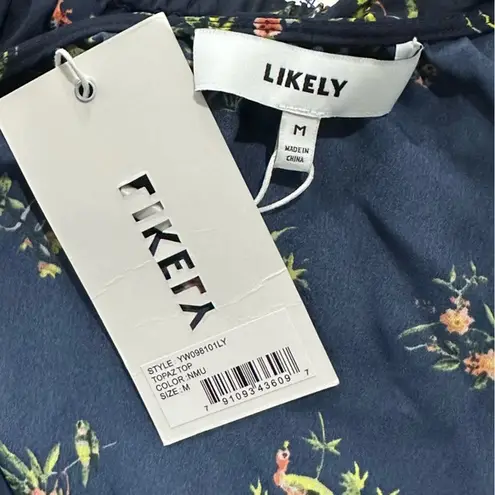 LIKELY
M
MADE IN
CHINA
LIKELY
STYLE: YW098101LY
TOPAZ TOP
COLOR: NMU
SIZE: M
7 91093 43609 7